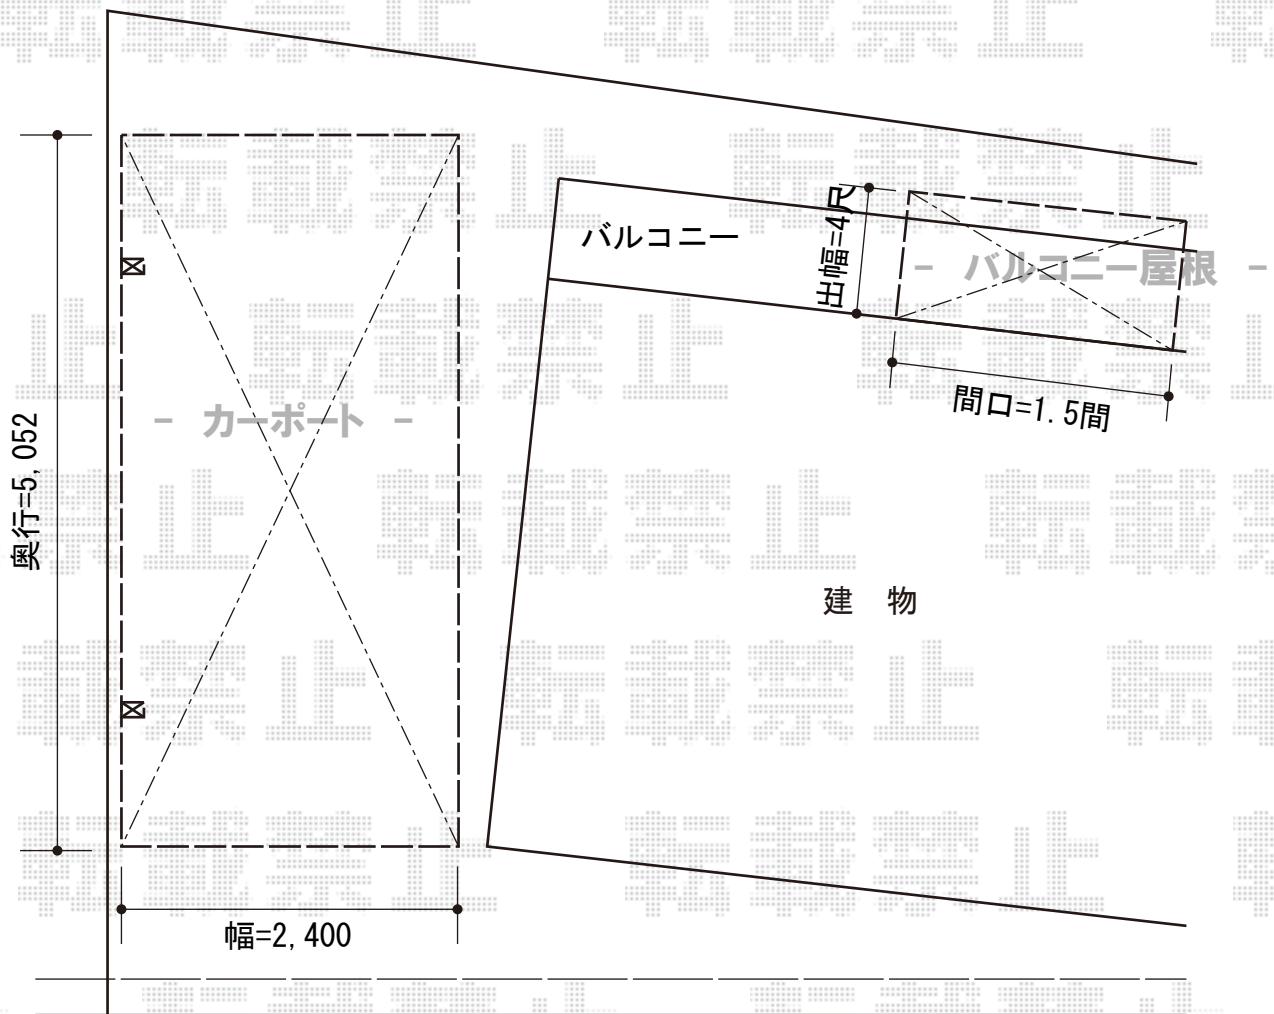 バルコニー
出幅=4尺
- バルコニー屋根 -
間口=1.5間
- カーポート -
奥行=5,052
建 物
幅=2,400
転載禁止